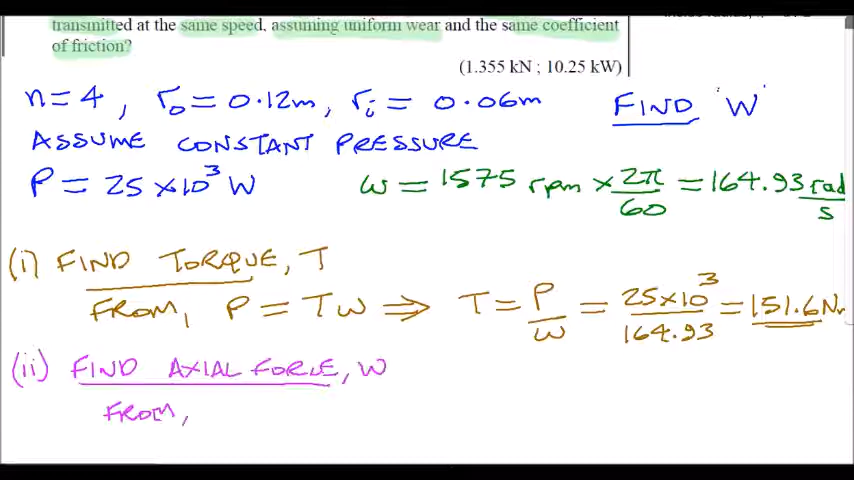 transmitted at the same speed, assuming uniform wear and the same coefficient
of friction?
(1.355 kN ; 10.25 kW)
n = 4 , ro = 0.12m, ri = 0.06m FIND 'W'
ASSUME CONSTANT PRESSURE
P = 25 ×10³ W ω = 1575 rpm × 2π/60 = 164.93 rad/s
(i) FIND TORQUE, T
FROM, P = Tω ⇒ T = P/ω = 25×10³/164.93 = 151.6Nm
(ii) FIND AXIAL FORCE, W
FROM,